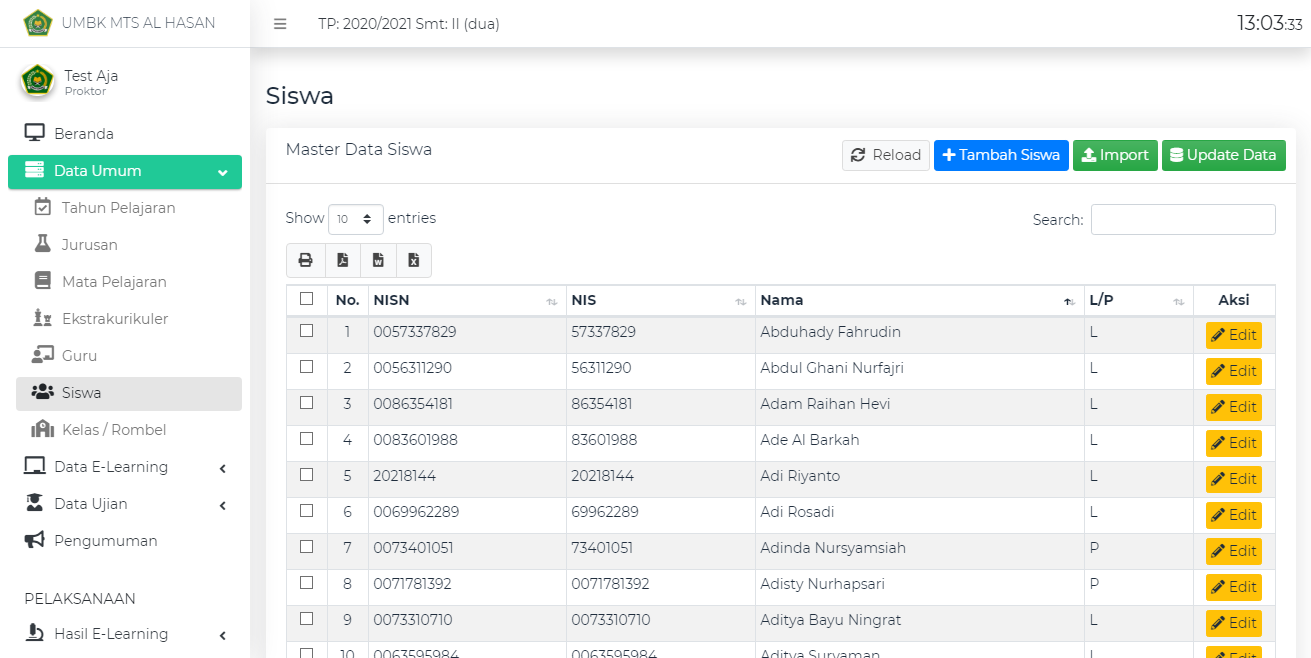 UMBK MTS AL HASAN
TP: 2020/2021 Smt: II (dua)
13:03:33
Test Aja
Proktor
Beranda
Data Umum
Tahun Pelajaran
Jurusan
Mata Pelajaran
Ekstrakurikuler
Guru
Siswa
Kelas / Rombel
Data E-Learning
Data Ujian
Pengumuman
PELAKSANAAN
Hasil E-Learning
Siswa
Master Data Siswa
Reload Tambah Siswa Import Update Data
Show 10 entries Search:
No. NISN NIS Nama L/P Aksi
1 0057337829 57337829 Abduhady Fahrudin L Edit
2 0056311290 56311290 Abdul Ghani Nurfajri L Edit
3 0086354181 86354181 Adam Raihan Hevi L Edit
4 0083601988 83601988 Ade Al Barkah L Edit
5 20218144 20218144 Adi Riyanto L Edit
6 0069962289 69962289 Adi Rosadi L Edit
7 0073401051 73401051 Adinda Nursyamsiah P Edit
8 0071781392 0071781392 Adisty Nurhapsari P Edit
9 0073310710 0073310710 Aditya Bayu Ningrat L Edit
10 0063595984 0063595984 Aditya Suryaman L Edit